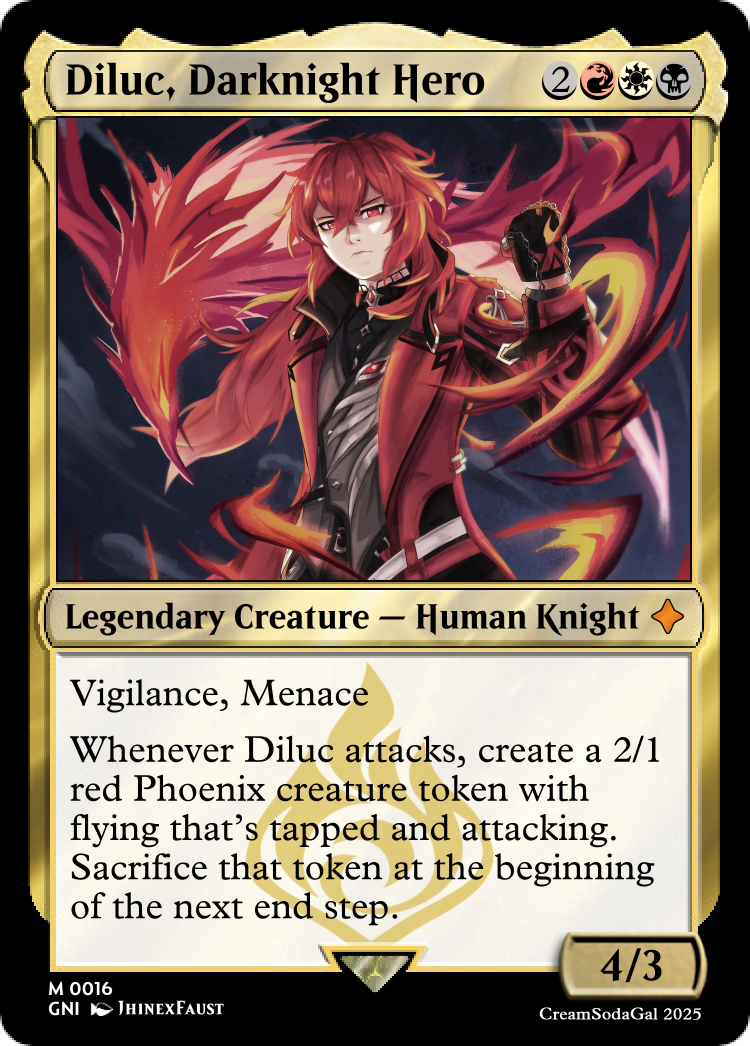 Diluc, Darknight Hero 2
Legendary Creature — Human Knight
Vigilance, Menace
Whenever Diluc attacks, create a 2/1
red Phoenix creature token with
flying that's tapped and attacking.
Sacrifice that token at the beginning
of the next end step.
4/3
M 0016
GNI JhinexFaust
CreamSodaGal 2025